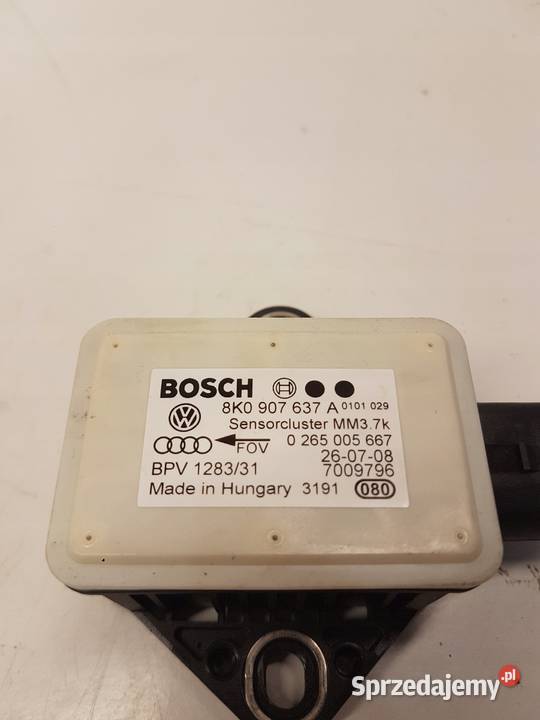 BOSCH
8K0 907 637 A 0101 029
Sensorcluster MM3.7k
FOV 0 265 005 667
26-07-08
BPV 1283/31 7009796
Made in Hungary 3191 080
Sprzedajemy.pl